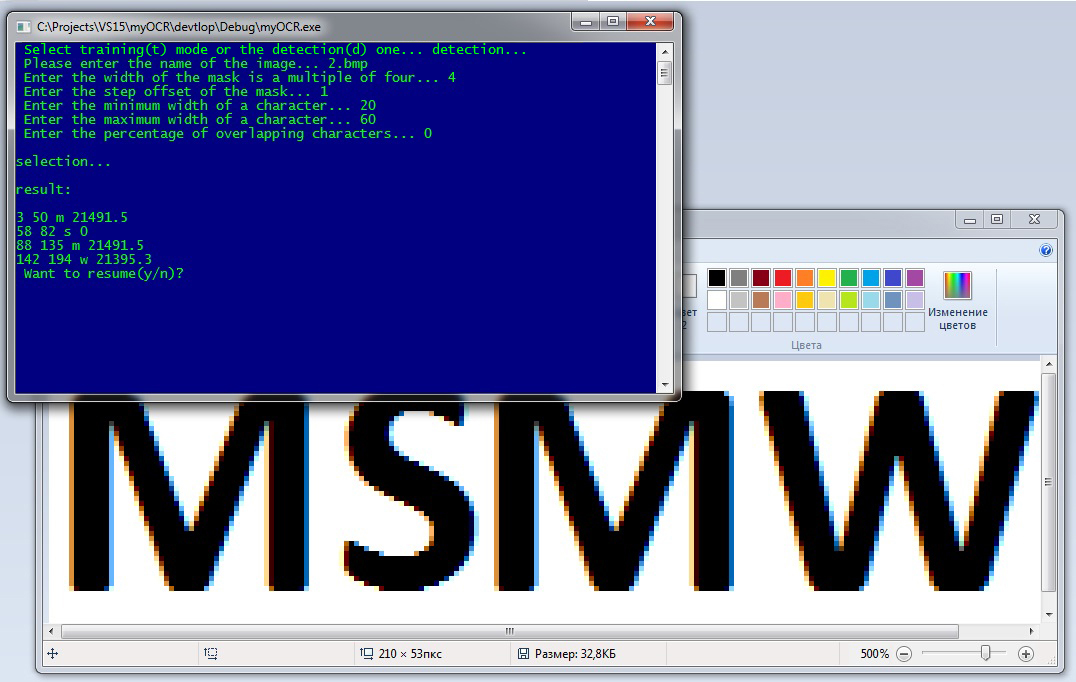 C:\Projects\VS15\myOCR\devtlop\Debug\myOCR.exe
Select training(t) mode or the detection(d) one... detection...
Please enter the name of the image... 2.bmp
Enter the width of the mask is a multiple of four... 4
Enter the step offset of the mask... 1
Enter the minimum width of a character... 20
Enter the maximum width of a character... 60
Enter the percentage of overlapping characters... 0
selection...
result:
3 50 m 21491.5
58 82 s 0
88 135 m 21491.5
142 194 w 21395.3
Want to resume(y/n)?
вет
2
Изменение
цветов
Цвета
MSMW
210 × 53пкс
Размер: 32,8КБ
500%